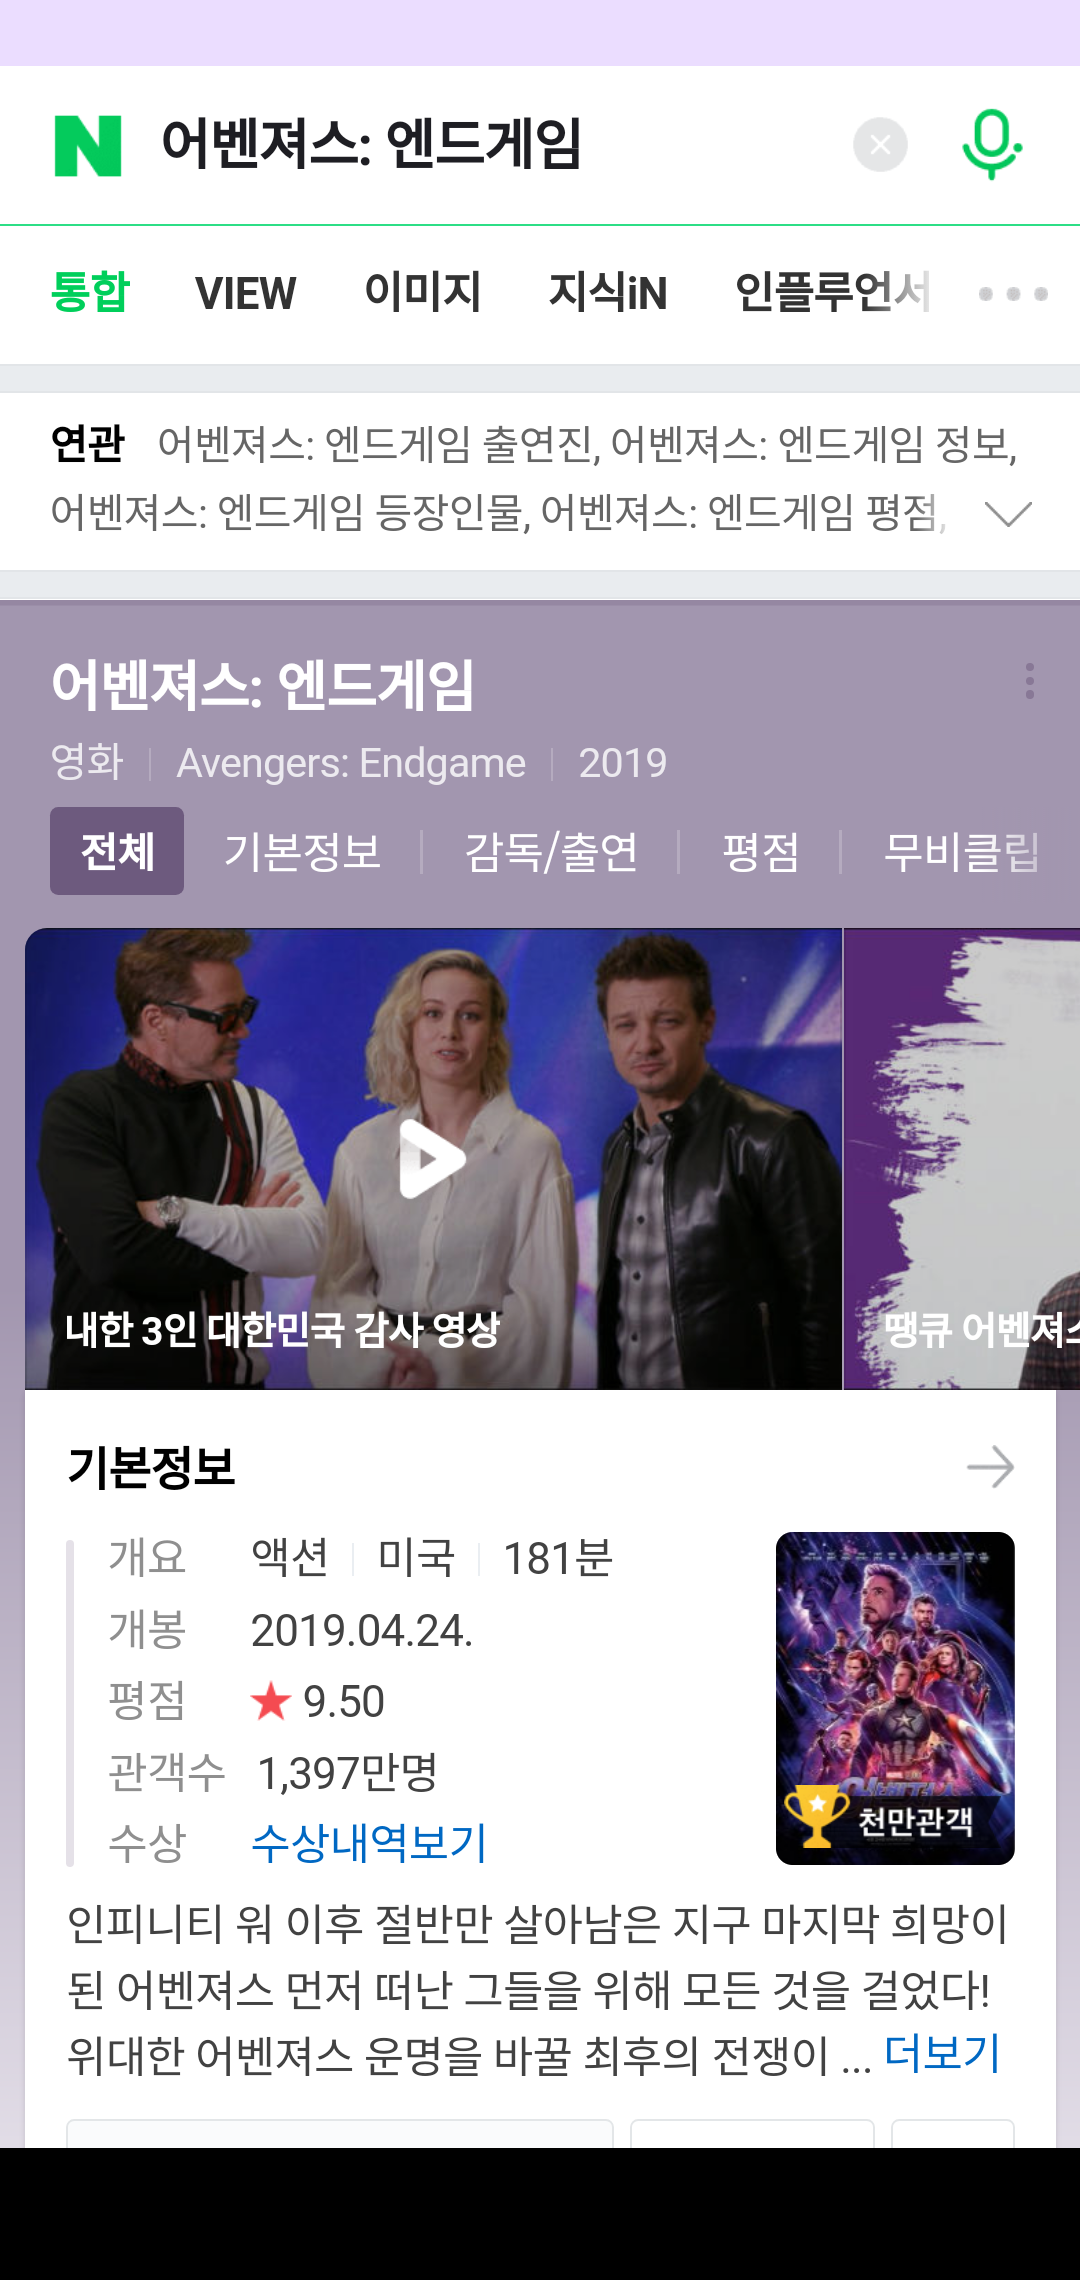 어벤져스: 엔드게임
통합 VIEW 이미지 지식iN 인플루언서
연관 어벤져스: 엔드게임 출연진, 어벤져스: 엔드게임 정보,
어벤져스: 엔드게임 등장인물, 어벤져스: 엔드게임 평점,
어벤져스: 엔드게임
영화 Avengers: Endgame 2019
전체 기본정보 감독/출연 평점 무비클립
내한 3인 대한민국 감사 영상
땡큐 어벤져스
기본정보
개요 액션 미국 181분
개봉 2019.04.24.
평점 9.50
관객수 1,397만명
수상 수상내역보기
어벤져스
천만관객
인피니티 워 이후 절반만 살아남은 지구 마지막 희망이
된 어벤져스 먼저 떠난 그들을 위해 모든 것을 걸었다!
위대한 어벤져스 운명을 바꿀 최후의 전쟁이 ... 더보기